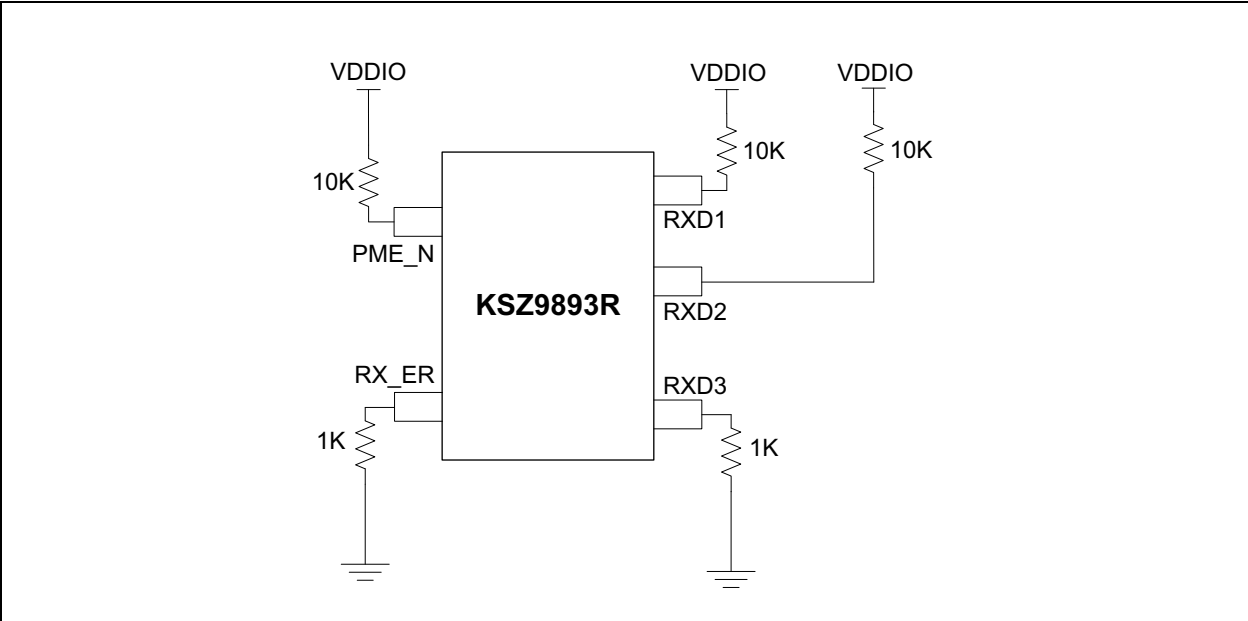 VDDIO
VDDIO
VDDIO
10K
10K
10K
RXD1
PME_N
KSZ9893R
RXD2
RX_ER
RXD3
1K
1K